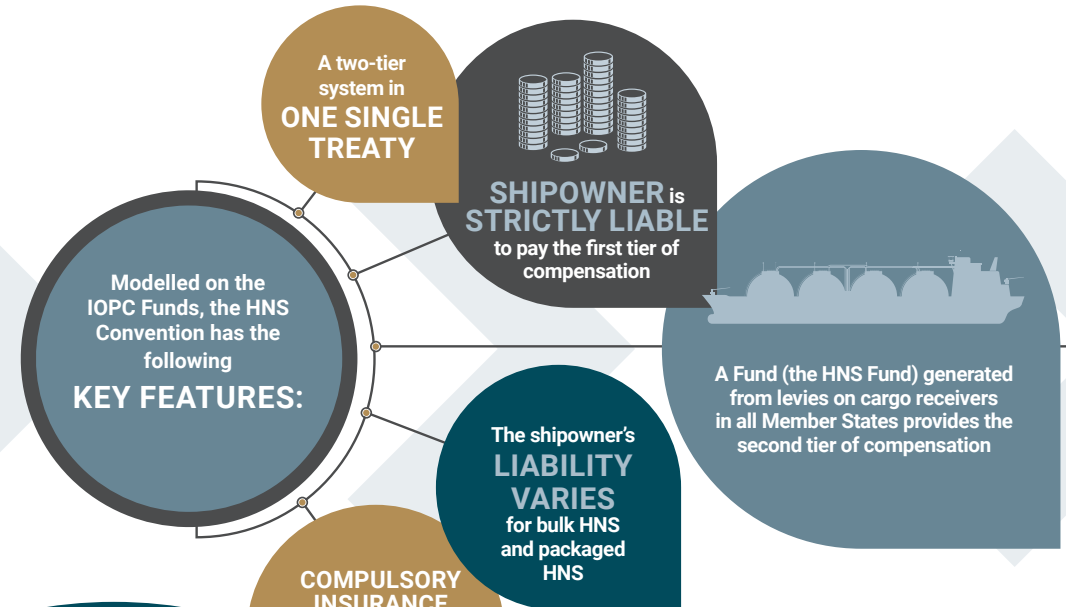 A two-tier
system in
ONE SINGLE
TREATY
SHIPOWNER is
STRICTLY LIABLE
to pay the first tier of
compensation
Modelled on the
IOPC Funds, the HNS
Convention has the
following
KEY FEATURES:
A Fund (the HNS Fund) generated
from levies on cargo receivers
in all Member States provides the
second tier of compensation
The shipowner's
LIABILITY
VARIES
for bulk HNS
and packaged
HNS
COMPULSORY
INSURANCE